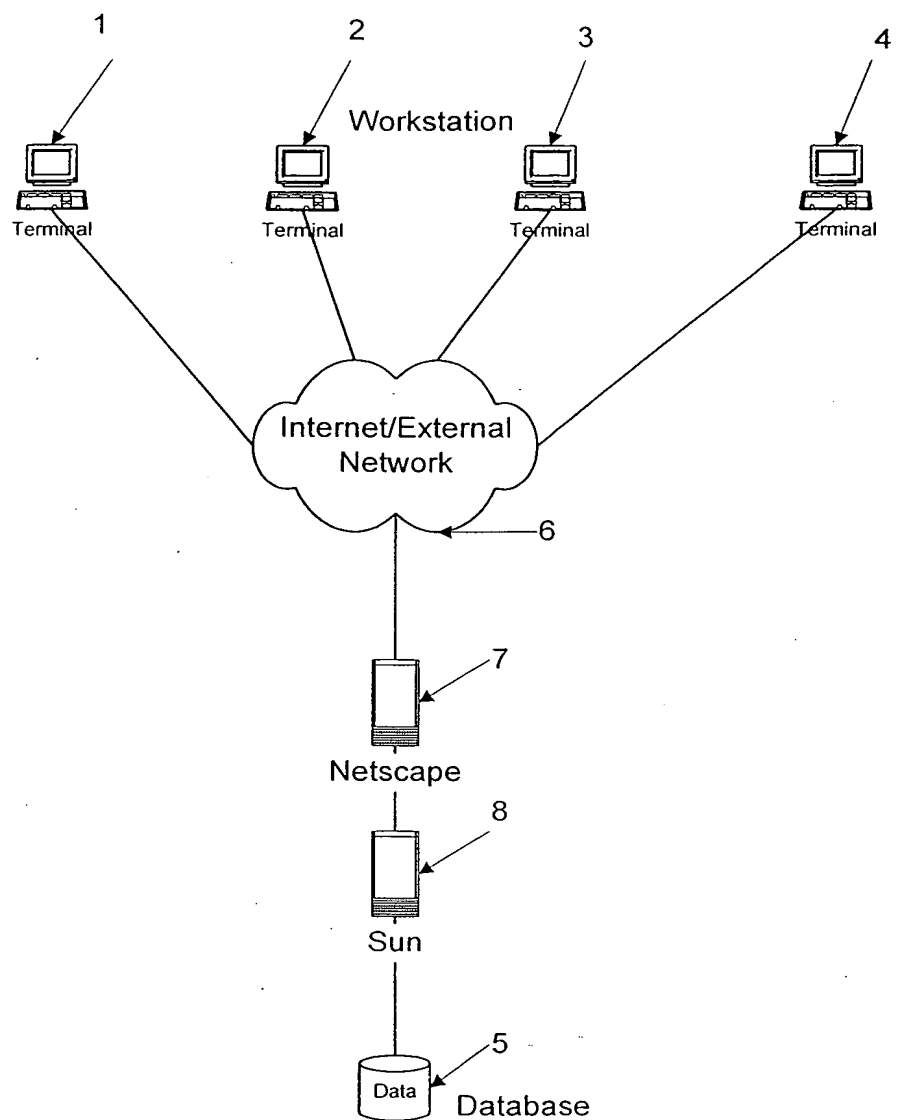 1
2
3
4
Workstation
Terminal
Terminal
Terminal
Terminal
Internet/External
Network
6
7
Netscape
8
Sun
5
Data
Database